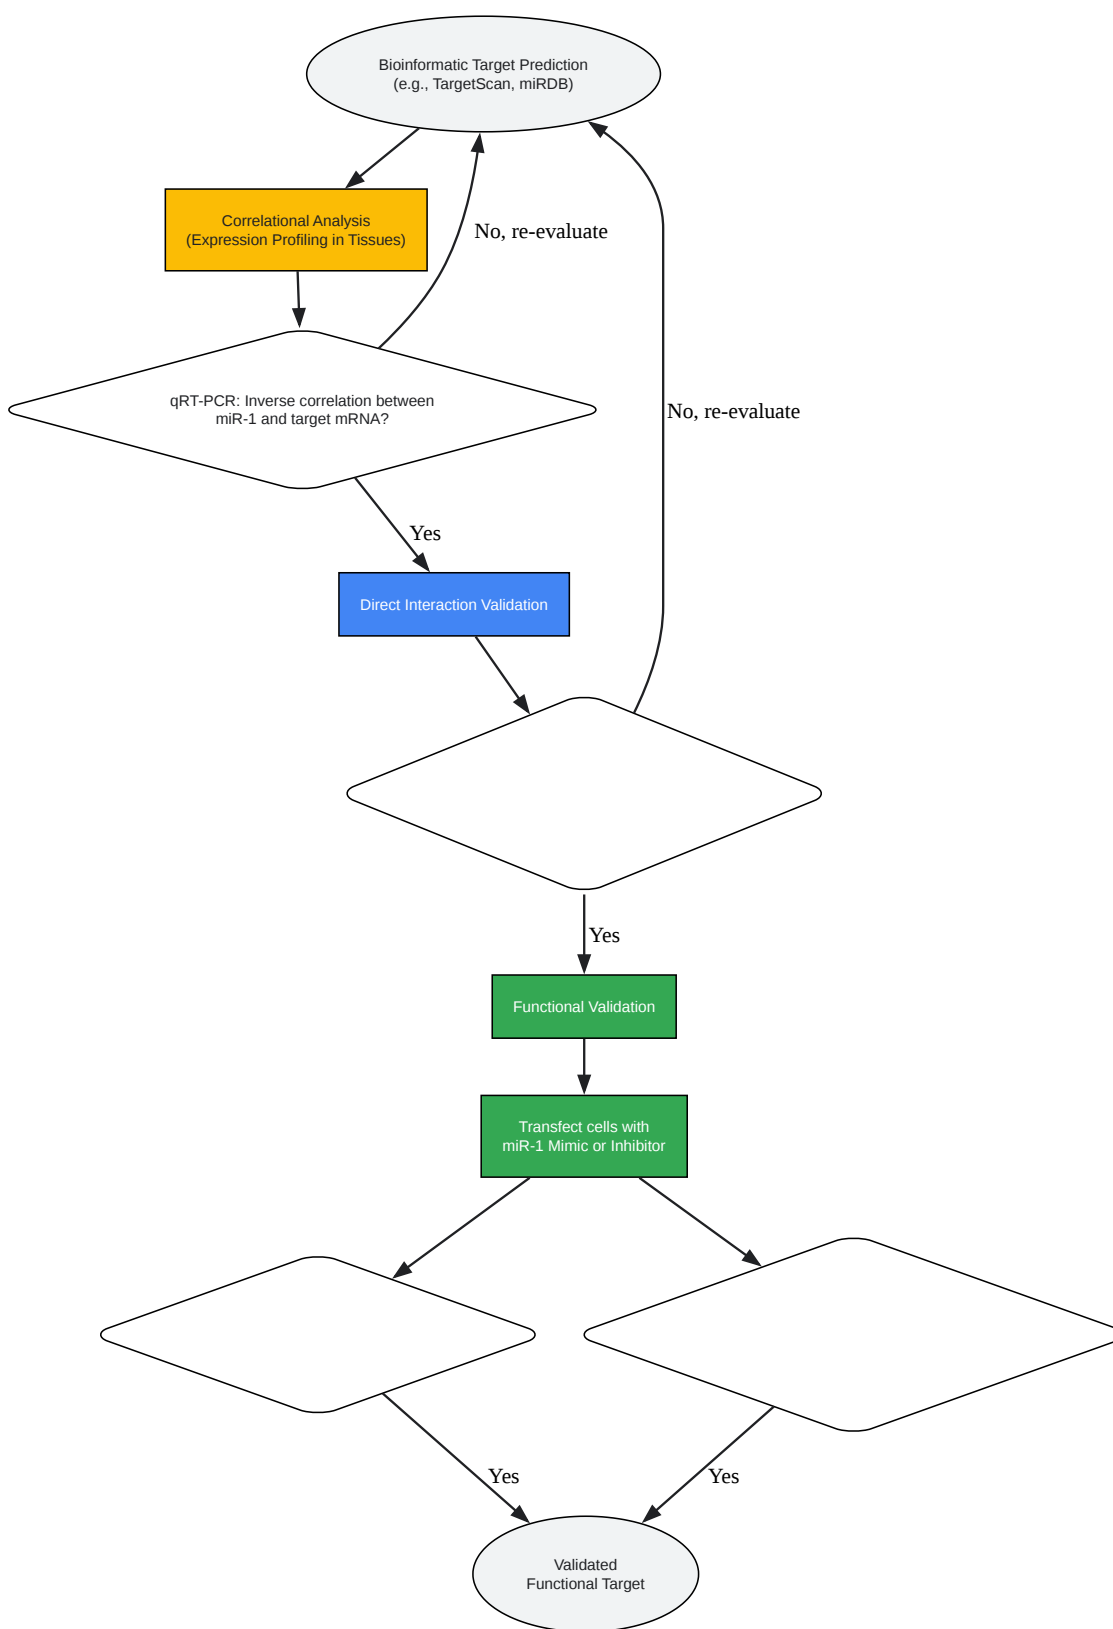 Bioinformatic Target Prediction
(e.g., TargetScan, miRDB)
Correlational Analysis
(Expression Profiling in Tissues)
No, re-evaluate
qRT-PCR: Inverse correlation between
miR-1 and target mRNA?
No, re-evaluate
Yes
Direct Interaction Validation
Yes
Functional Validation
Transfect cells with
miR-1 Mimic or Inhibitor
Yes
Yes
Validated
Functional Target